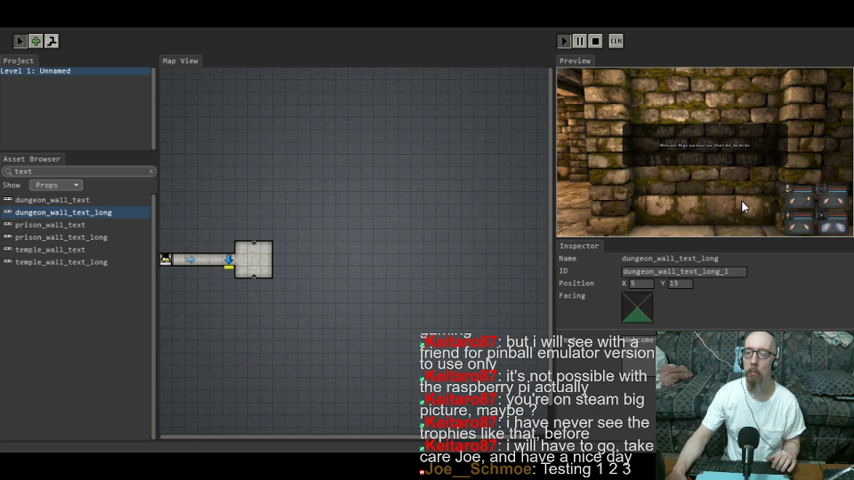 CLR
Project
Map View
Preview
Level 1: Unnamed
Asset Browser
text
Show Props
dungeon_wall_text
dungeon_wall_text_long
prison_wall_text
prison_wall_text_long
temple_wall_text
temple_wall_text_long
Inspector
Name dungeon_wall_text_long
ID dungeon_wall_text_long_1
Position X 5 Y 15
Facing
gaming
Keitaro87: but i will see with a
friend for pinball emulator version
to use only
Keitaro87: it's not possible with
the raspberry pi actually
Keitaro87: you're on steam big
picture, maybe ?
Keitaro87: i have never see the
trophies like that, before
Keitaro87: i will have to go, take
care Joe, and have a nice day
Joe__Schmoe: Testing 1 2 3